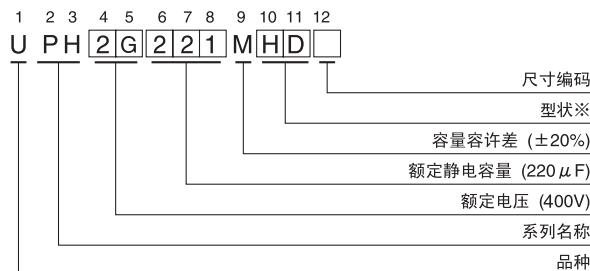 1 2 3 4 5 6 7 8 9 10 11 12
U P H 2 G 2 2 1 M H D
尺寸编码
型状※
容量容许差 (±20%)
额定静电容量 (220μF)
额定电压 (400V)
系列名称
品种